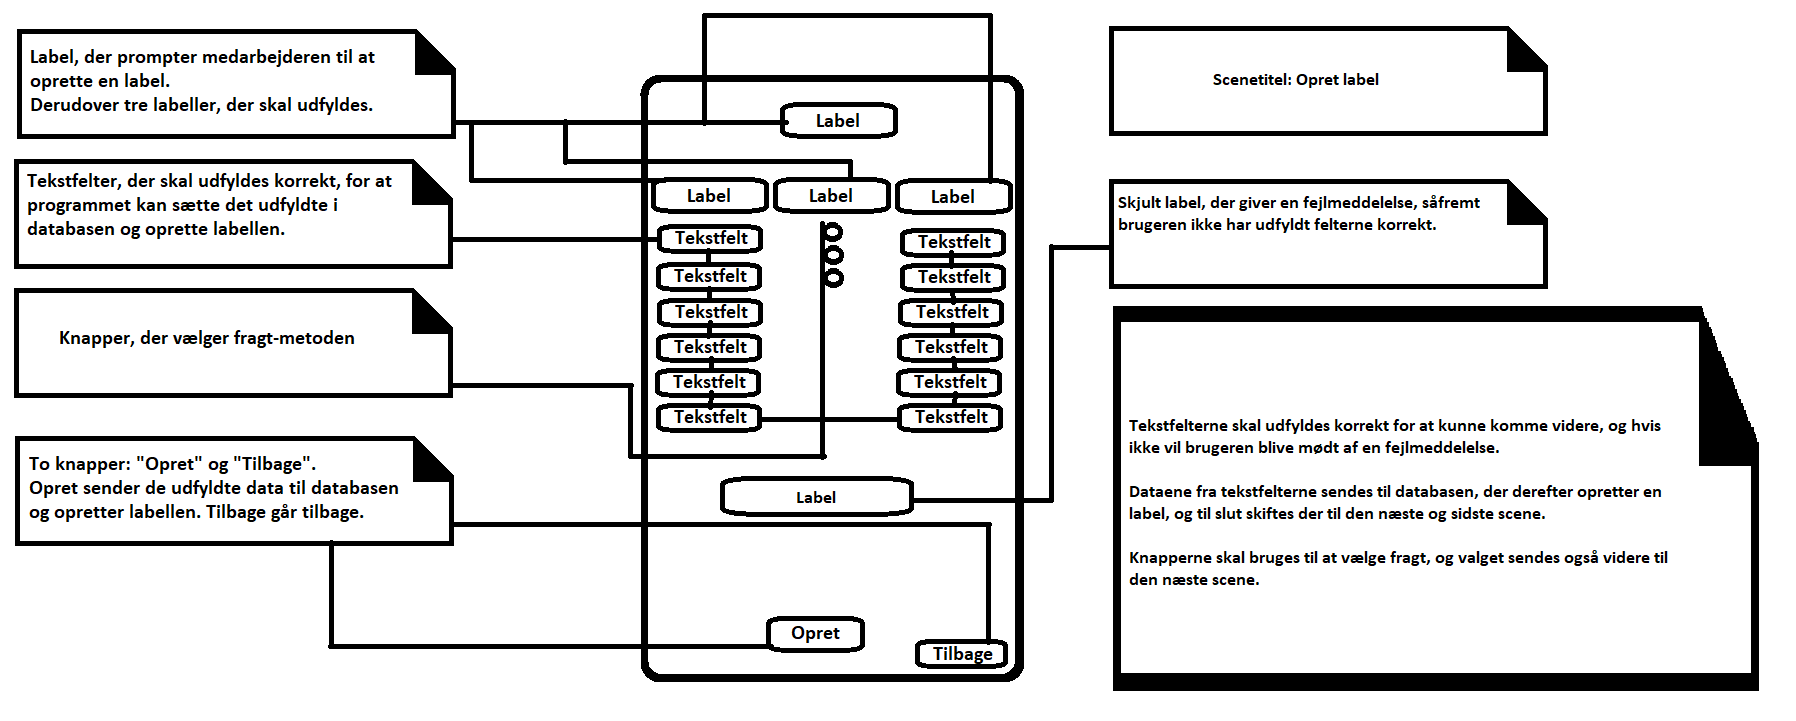 Label, der prompter medarbejderen til at
oprette en label.
Derudover tre labeller, der skal udfyldes.
Tekstfelter, der skal udfyldes korrekt, for at
programmet kan sætte det udfyldte i
databasen og oprette labellen.
Knapper, der vælger fragt-metoden
To knapper: "Opret" og "Tilbage".
Opret sender de udfyldte data til databasen
og opretter labellen. Tilbage går tilbage.
Label
Label Label Label
Tekstfelt Tekstfelt
Tekstfelt Tekstfelt
Tekstfelt Tekstfelt
Tekstfelt Tekstfelt
Tekstfelt Tekstfelt
Tekstfelt Tekstfelt
Label
Opret
Tilbage
Scenetitel: Opret label
Skjult label, der giver en fejlmeddelelse, såfremt
brugeren ikke har udfyldt felterne korrekt.
Tekstfelterne skal udfyldes korrekt for at kunne komme videre, og hvis
ikke vil brugeren blive mødt af en fejlmeddelelse.
Dataene fra tekstfelterne sendes til databasen, der derefter opretter en
label, og til slut skiftes der til den næste og sidste scene.
Knapperne skal bruges til at vælge fragt, og valget sendes også videre til
den næste scene.